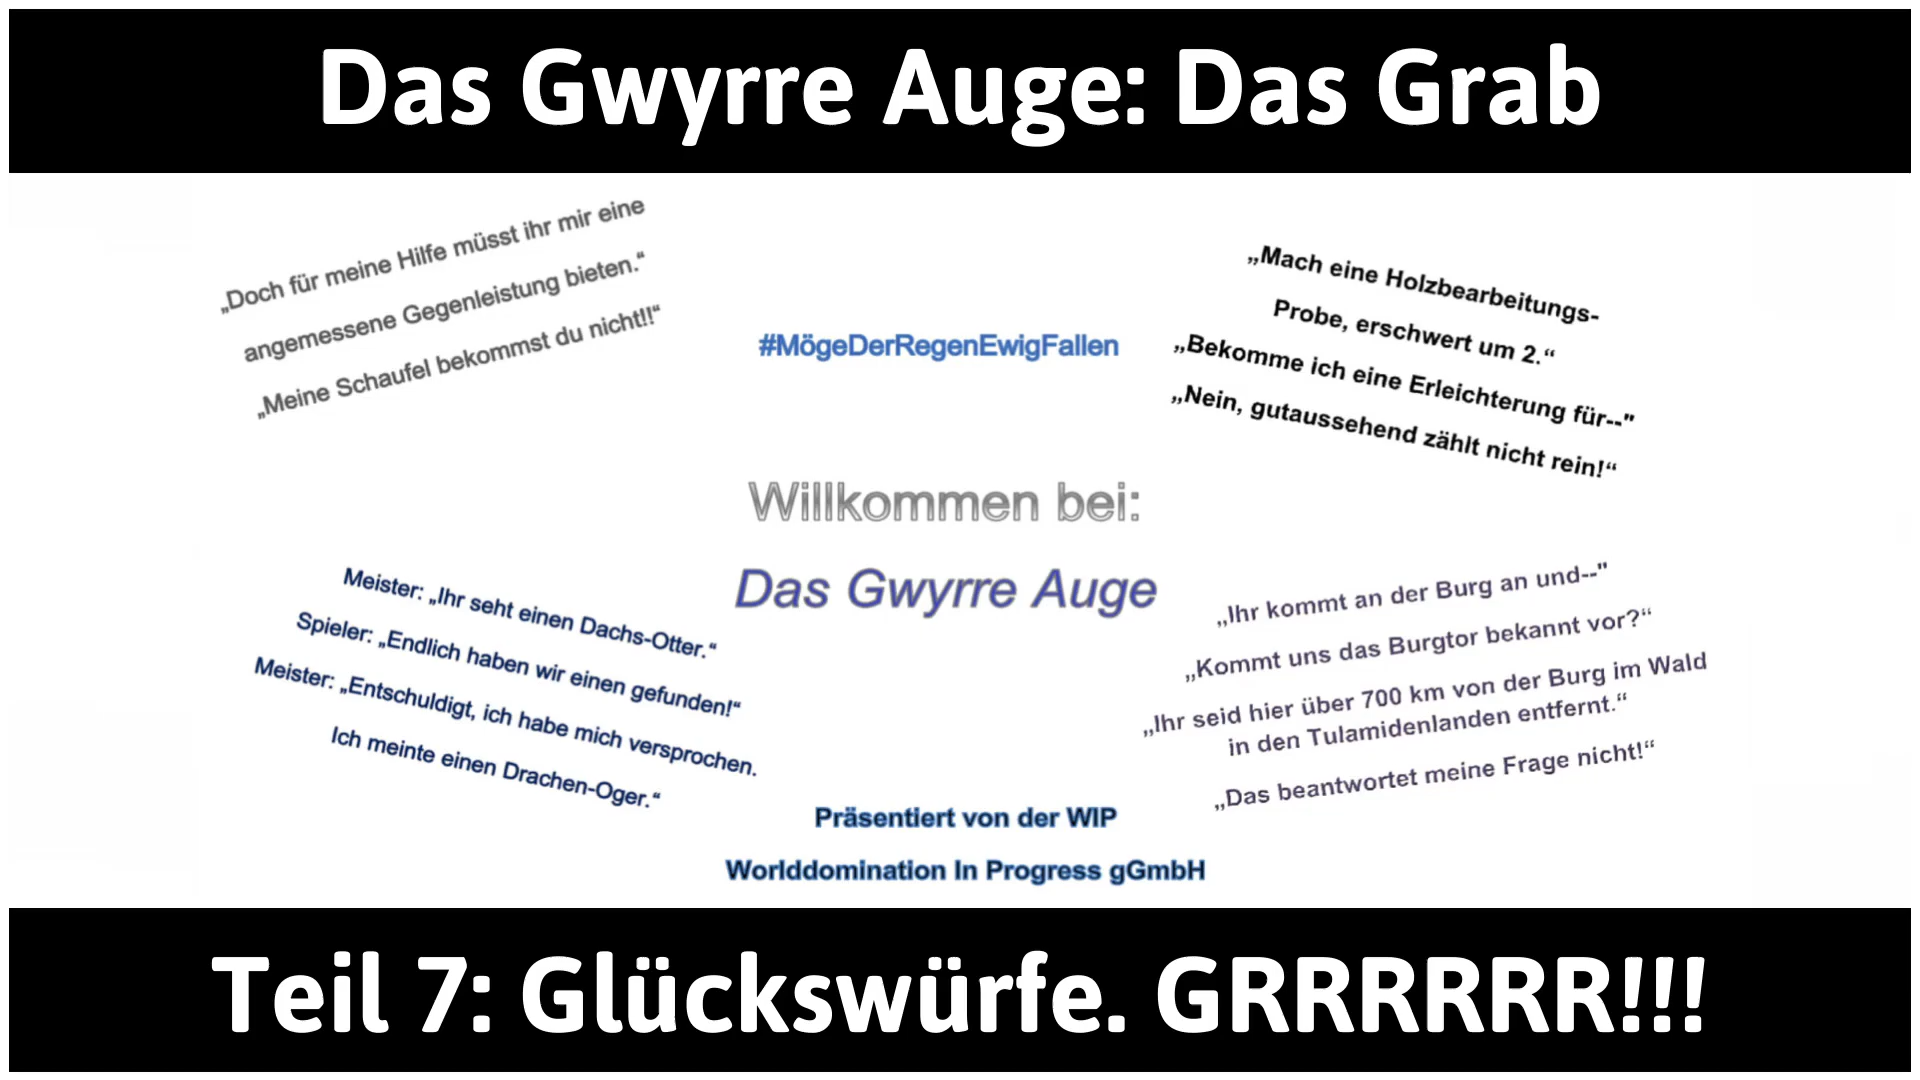 Das Gwyrre Auge: Das Grab
„Doch für meine Hilfe müsst ihr mir eine
angemessene Gegenleistung bieten.“
„Meine Schaufel bekommst du nicht!!“
#MögeDerRegenEwigFallen
„Mach eine Holzbearbeitungs-
Probe, erschwert um 2.“
„Bekomme ich eine Erleichterung für--"
„Nein, gutaussehend zählt nicht rein!“
Willkommen bei:
Das Gwyrre Auge
Meister: „Ihr seht einen Dachs-Otter.“
Spieler: „Endlich haben wir einen gefunden!“
Meister: „Entschuldigt, ich habe mich versprochen.
Ich meinte einen Drachen-Oger.“
„Ihr kommt an der Burg an und--"
„Kommt uns das Burgtor bekannt vor?“
„Ihr seid hier über 700 km von der Burg im Wald
in den Tulamidenlanden entfernt.“
„Das beantwortet meine Frage nicht!“
Präsentiert von der WIP
Worlddomination In Progress gGmbH
Teil 7: Glückswürfe. GRRRRRR!!!